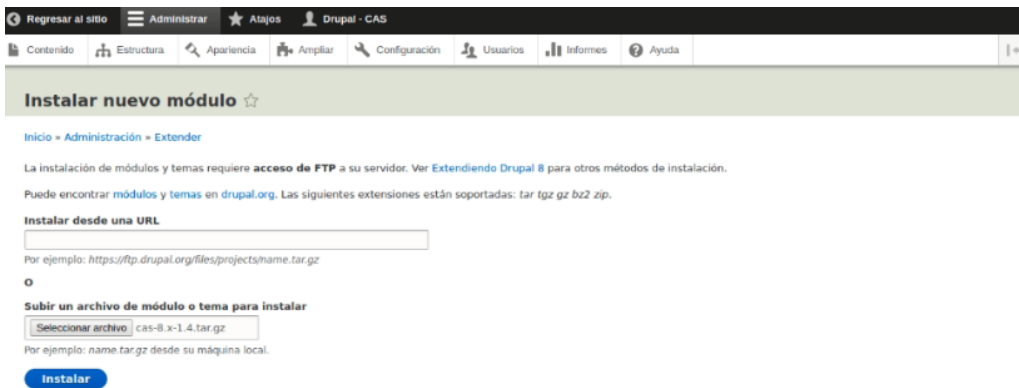 Regresar al sitio Administrar Atajos Drupal - CAS
Contenido Estructura Apariencia Ampliar Configuración Usuarios Informes Ayuda
Instalar nuevo módulo
Inicio » Administración » Extender
La instalación de módulos y temas requiere acceso de FTP a su servidor. Ver Extendiendo Drupal 8 para otros métodos de instalación.
Puede encontrar módulos y temas en drupal.org. Las siguientes extensiones están soportadas: tar tgz gz bz2 zip.
Instalar desde una URL
Por ejemplo: https://ftp.drupal.org/files/projects/name.tar.gz
O
Subir un archivo de módulo o tema para instalar
Seleccionar archivo cas-8.x-1.4.tar.gz
Por ejemplo: name.tar.gz desde su máquina local.
Instalar